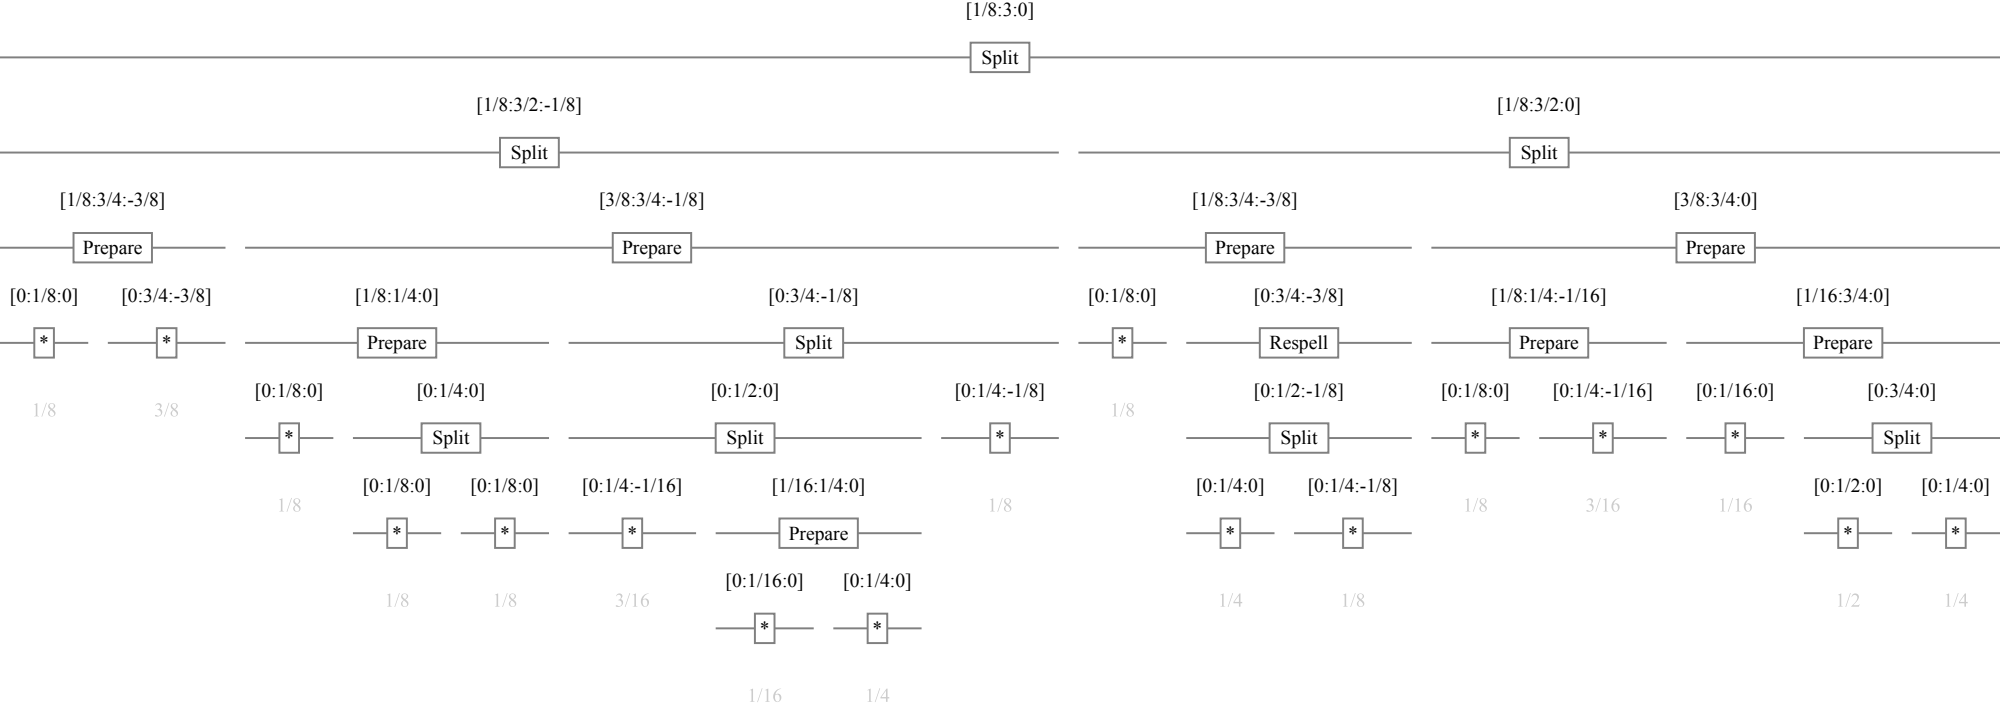 [1/8:3:0]
Split
[1/8:3/2:-1/8] [1/8:3/2:0]
Split Split
[1/8:3/4:-3/8] [3/8:3/4:-1/8] [1/8:3/4:-3/8] [3/8:3/4:0]
Prepare Prepare Prepare Prepare
[0:1/8:0] [0:3/4:-3/8] [1/8:1/4:0] [0:3/4:-1/8] [0:1/8:0] [0:3/4:-3/8] [1/8:1/4:-1/16] [1/16:3/4:0]
* * Prepare Split * Respell Prepare Prepare
[0:1/8:0] [0:1/4:0] [0:1/2:0] [0:1/4:-1/8] [0:1/2:-1/8] [0:1/8:0] [0:1/4:-1/16] [0:1/16:0] [0:3/4:0]
1/8 3/8 1/8
* Split Split * Split * * * Split
[0:1/8:0] [0:1/8:0] [0:1/4:-1/16] [1/16:1/4:0] [0:1/4:0] [0:1/4:-1/8] [0:1/2:0] [0:1/4:0]
1/8 1/8 1/8 3/16 1/16
* * * Prepare * * * *
[0:1/16:0] [0:1/4:0]
1/8 1/8 3/16 1/4 1/8 1/2 1/4
* *
1/16 1/4